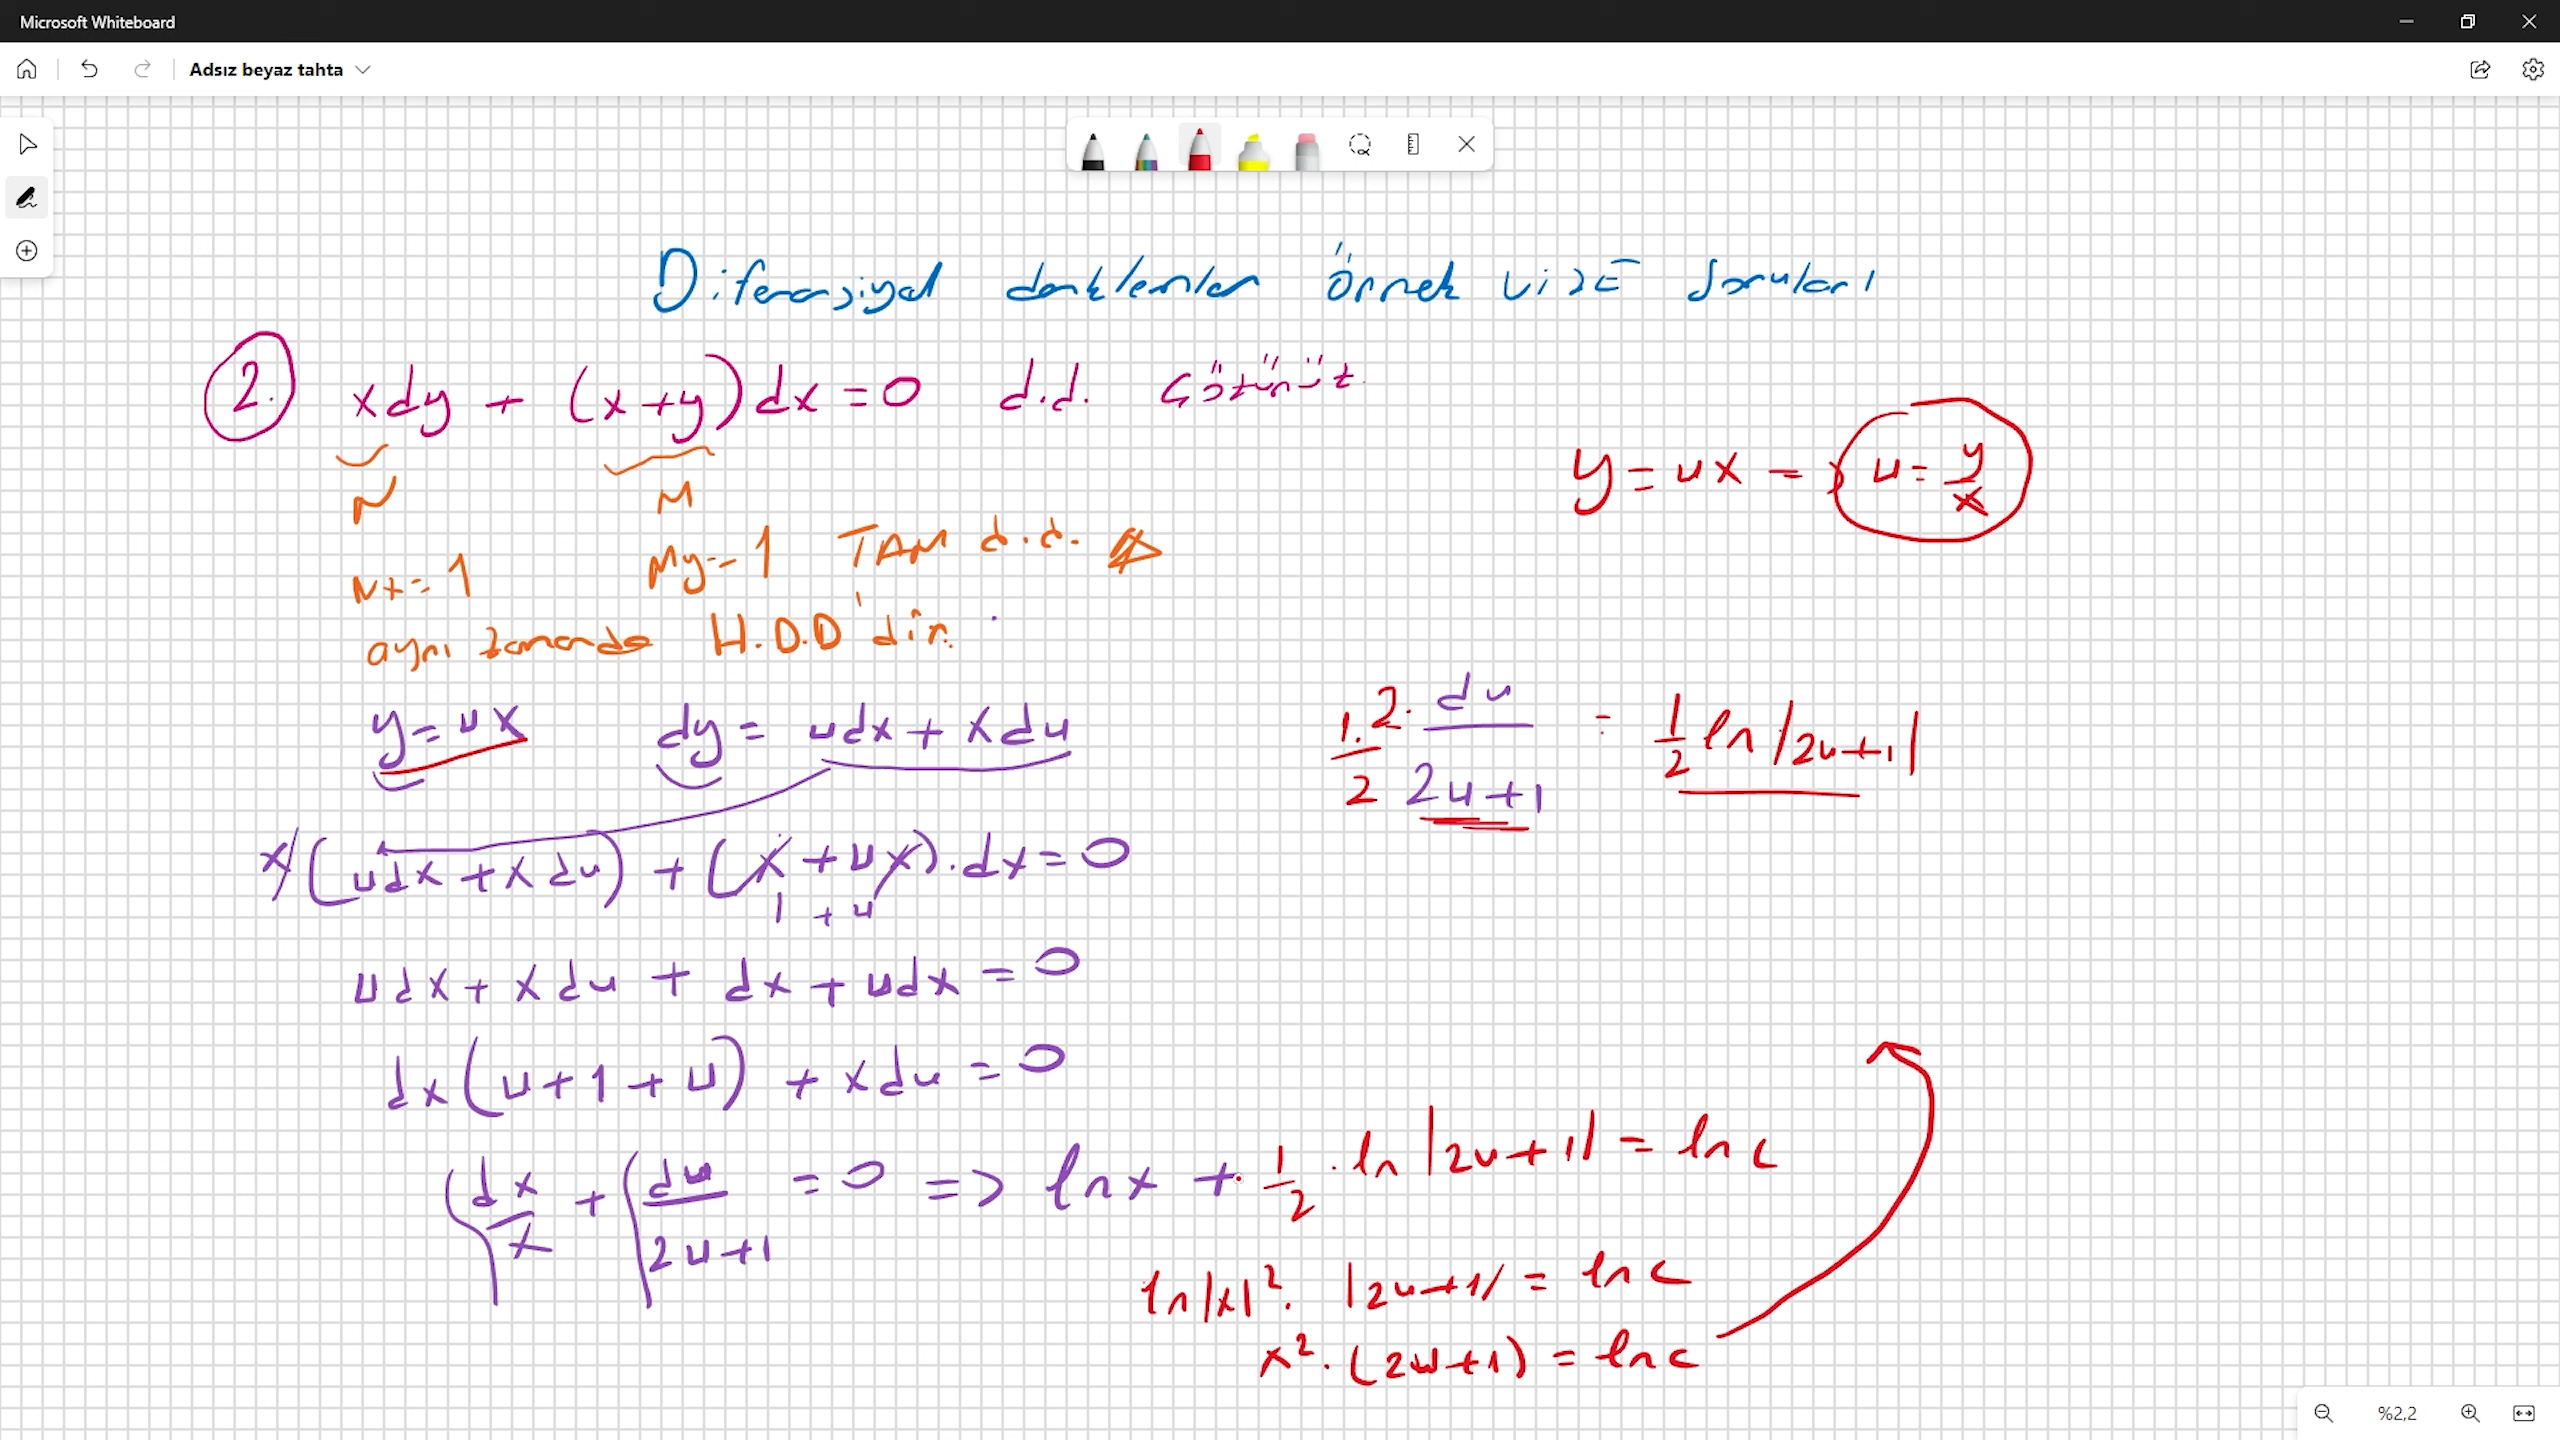 Microsoft Whiteboard
Adsız beyaz tahta
Diferansiyel denklemler örnek vize soruları
2. xdy + (x+y)dx = 0 d.d. çözünüz.
N M
Nx = 1 My = 1 TAM d.d.
aynı zamanda H.D.D'dir.
y = ux => u = y/x
y = ux dy = udx + xdu
1/2 · 2 · du/(2u+1) = 1/2 ln|2u+1|
x(udx + xdu) + (x + ux).dx = 0
1 + u
udx + xdu + dx + udx = 0
dx(u+1+u) + xdu = 0
∫dx/x + ∫du/(2u+1) = 0 => lnx + 1/2 . ln|2u+1| = lnc
ln|x|². |2u+1| = lnc
x².(2u+1) = lnc
%2,2